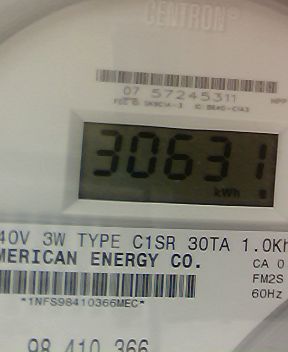 CENTRON®
07 57245311
30631
kWh
40V 3W TYPE C1SR 30TA 1.0Kh
MERICAN ENERGY CO.
CA 0
FM2S
*1NFS98410366MEC*
60Hz
98 410 366